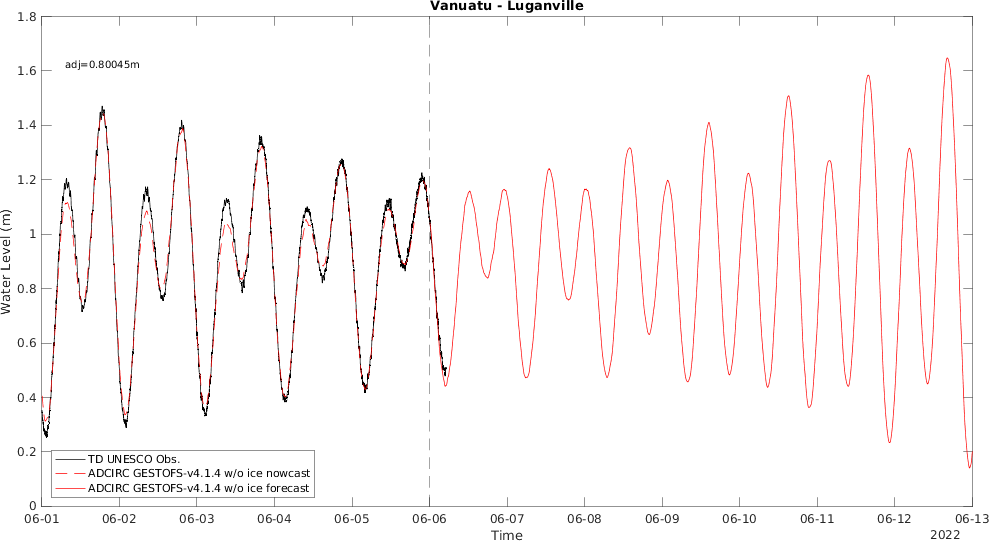 Vanuatu - Luganville
1.8
1.6
1.4
1.2
1
0.8
0.6
0.4
0.2
0
Water Level (m)
adj=0.80045m
TD UNESCO Obs.
ADCIRC GESTOFS-v4.1.4 w/o ice nowcast
ADCIRC GESTOFS-v4.1.4 w/o ice forecast
06-01 06-02 06-03 06-04 06-05 06-06 06-07 06-08 06-09 06-10 06-11 06-12 06-13
Time
2022